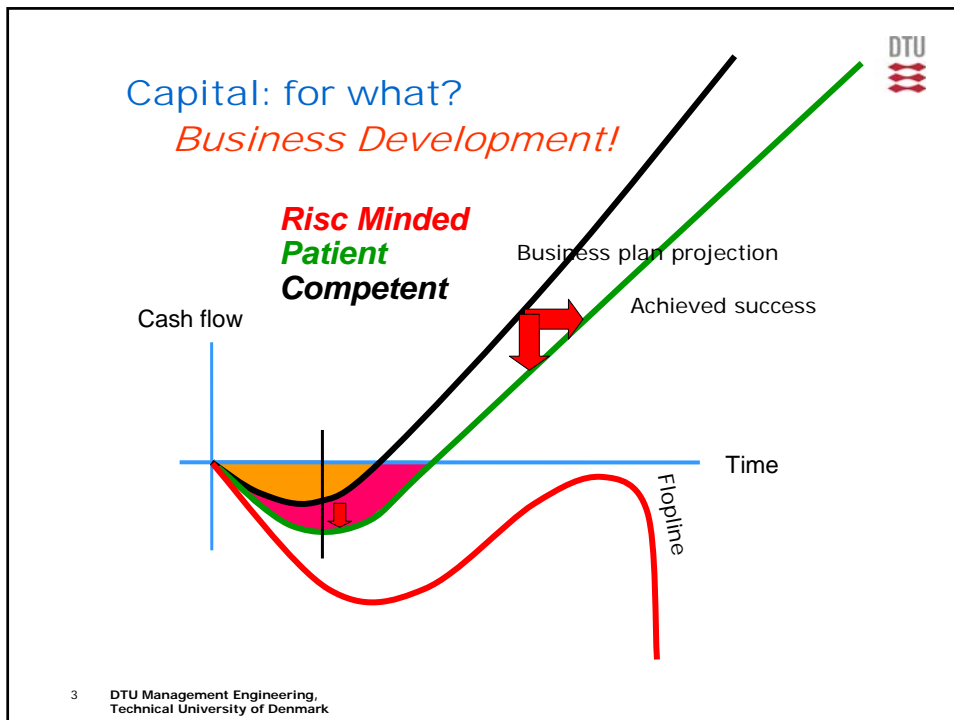 DTU
Capital: for what?
Business Development!
Risc Minded
Patient
Competent
Business plan projection
Achieved success
Cash flow
Time
Flopline
3 DTU Management Engineering,
Technical University of Denmark